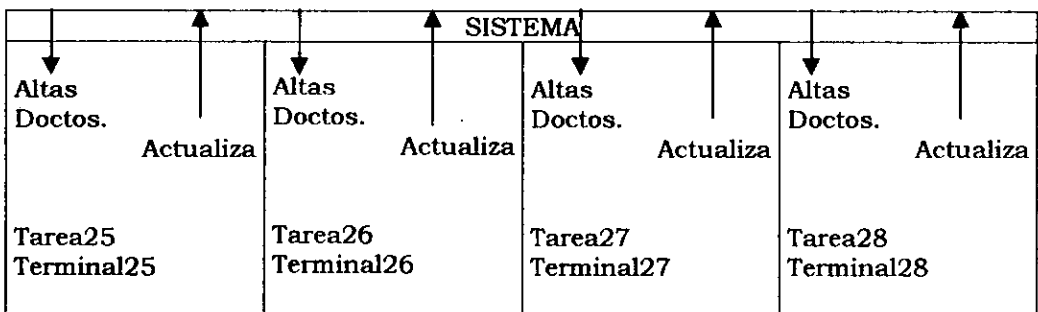 SISTEMA
Altas
Doctos.
Actualiza
Tarea25
Terminal25
Altas
Doctos.
Actualiza
Tarea26
Terminal26
Altas
Doctos.
Actualiza
Tarea27
Terminal27
Altas
Doctos.
Actualiza
Tarea28
Terminal28